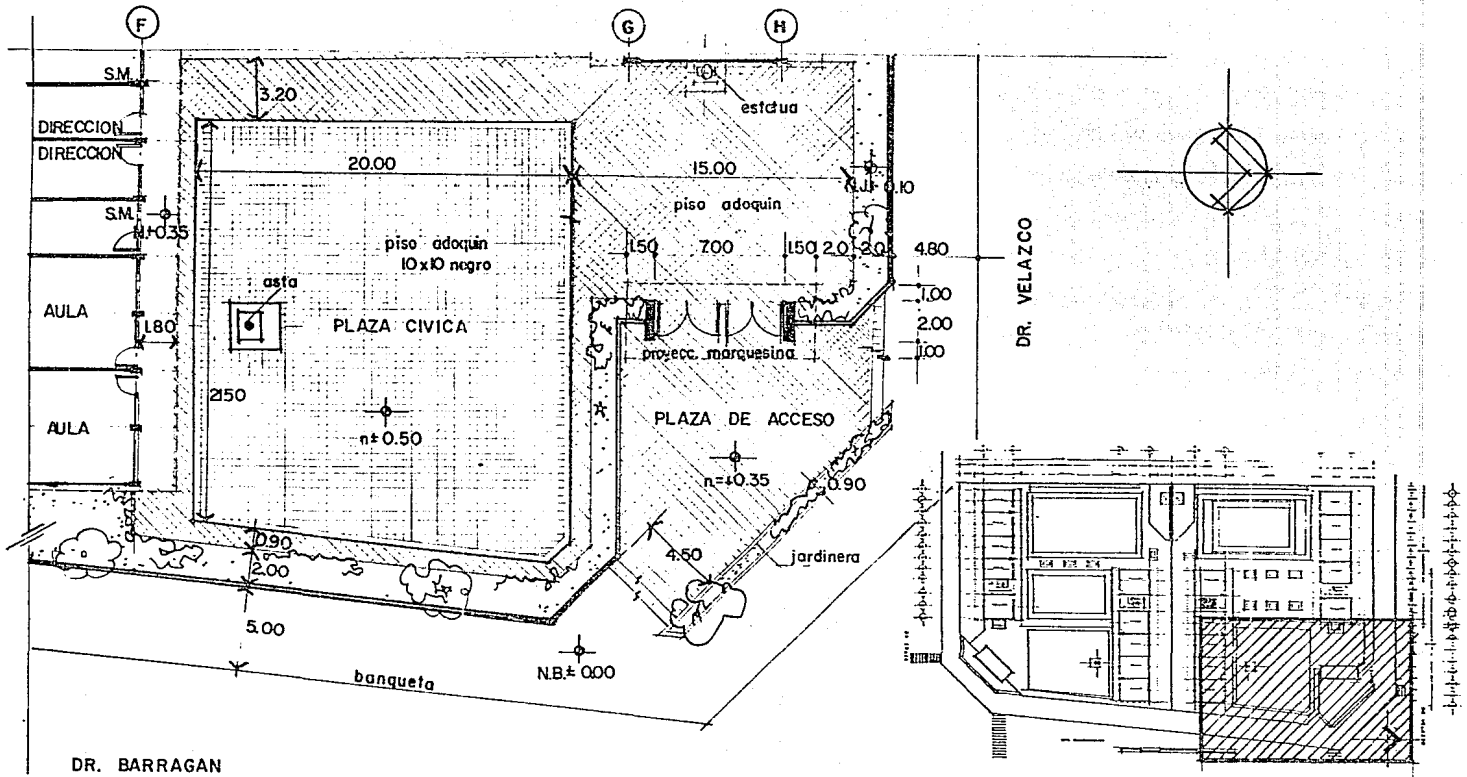 F
G
H
S.M.
3.20
estatua
DIRECCION
DIRECCION
20.00
15.00
N.J.+0.10
piso adoquin
S.M.
N.+0.35
piso adoquin
10x10 negro
1.50
7.00
1.50
2.0
2.0
4.80
DR. VELAZCO
asta
1.00
AULA
1.80
PLAZA CIVICA
2.00
proyecc. marquesina
1.00
21.50
AULA
PLAZA DE ACCESO
n±0.50
n=+0.35
0.90
0.90
4.50
jardinera
2.00
5.00
N.B.± 0.00
banqueta
DR. BARRAGAN